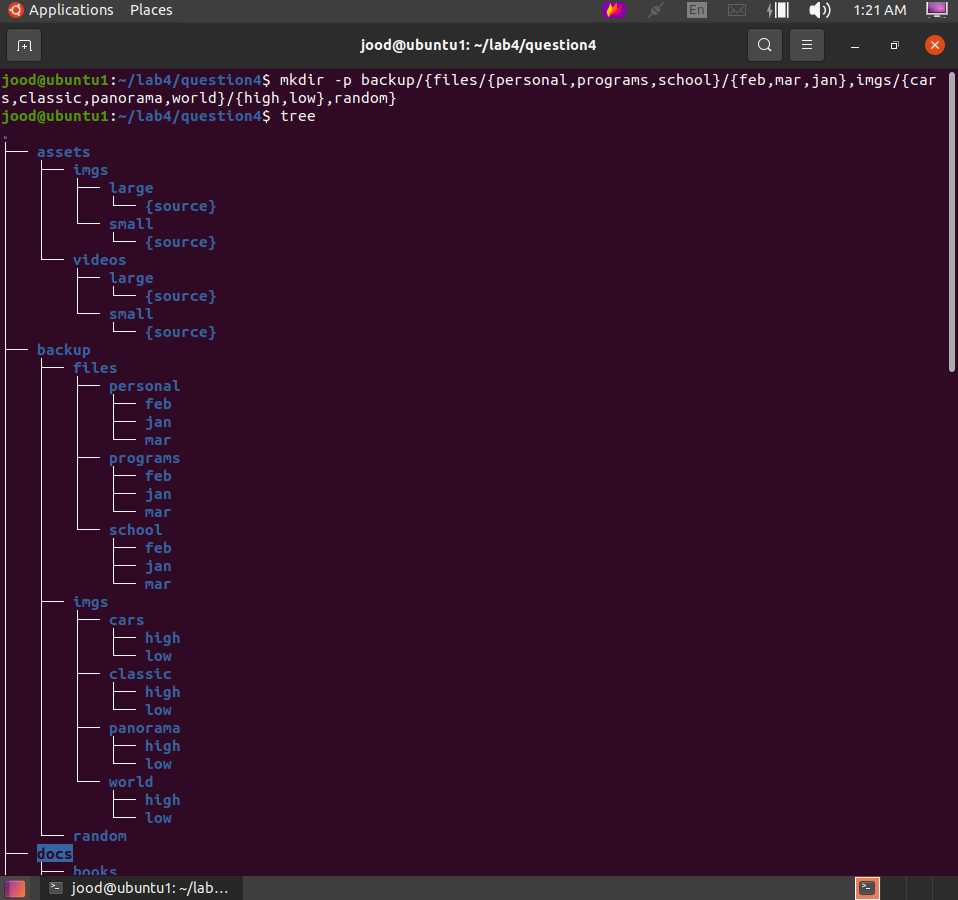 Applications Places En 1:21 AM
jood@ubuntu1: ~/lab4/question4
jood@ubuntu1:~/lab4/question4$ mkdir -p backup/{files/{personal,programs,school}/{feb,mar,jan},imgs/{car
s,classic,panorama,world}/{high,low},random}
jood@ubuntu1:~/lab4/question4$ tree
.
├── assets
│   ├── imgs
│   │   ├── large
│   │   │   └── {source}
│   │   └── small
│   │       └── {source}
│   └── videos
│       ├── large
│       │   └── {source}
│       └── small
│           └── {source}
├── backup
│   ├── files
│   │   ├── personal
│   │   │   ├── feb
│   │   │   ├── jan
│   │   │   └── mar
│   │   ├── programs
│   │   │   ├── feb
│   │   │   ├── jan
│   │   │   └── mar
│   │   └── school
│   │       ├── feb
│   │       ├── jan
│   │       └── mar
│   ├── imgs
│   │   ├── cars
│   │   │   ├── high
│   │   │   └── low
│   │   ├── classic
│   │   │   ├── high
│   │   │   └── low
│   │   ├── panorama
│   │   │   ├── high
│   │   │   └── low
│   │   └── world
│   │       ├── high
│   │       └── low
│   └── random
├── docs
│   ├── books
jood@ubuntu1: ~/lab...